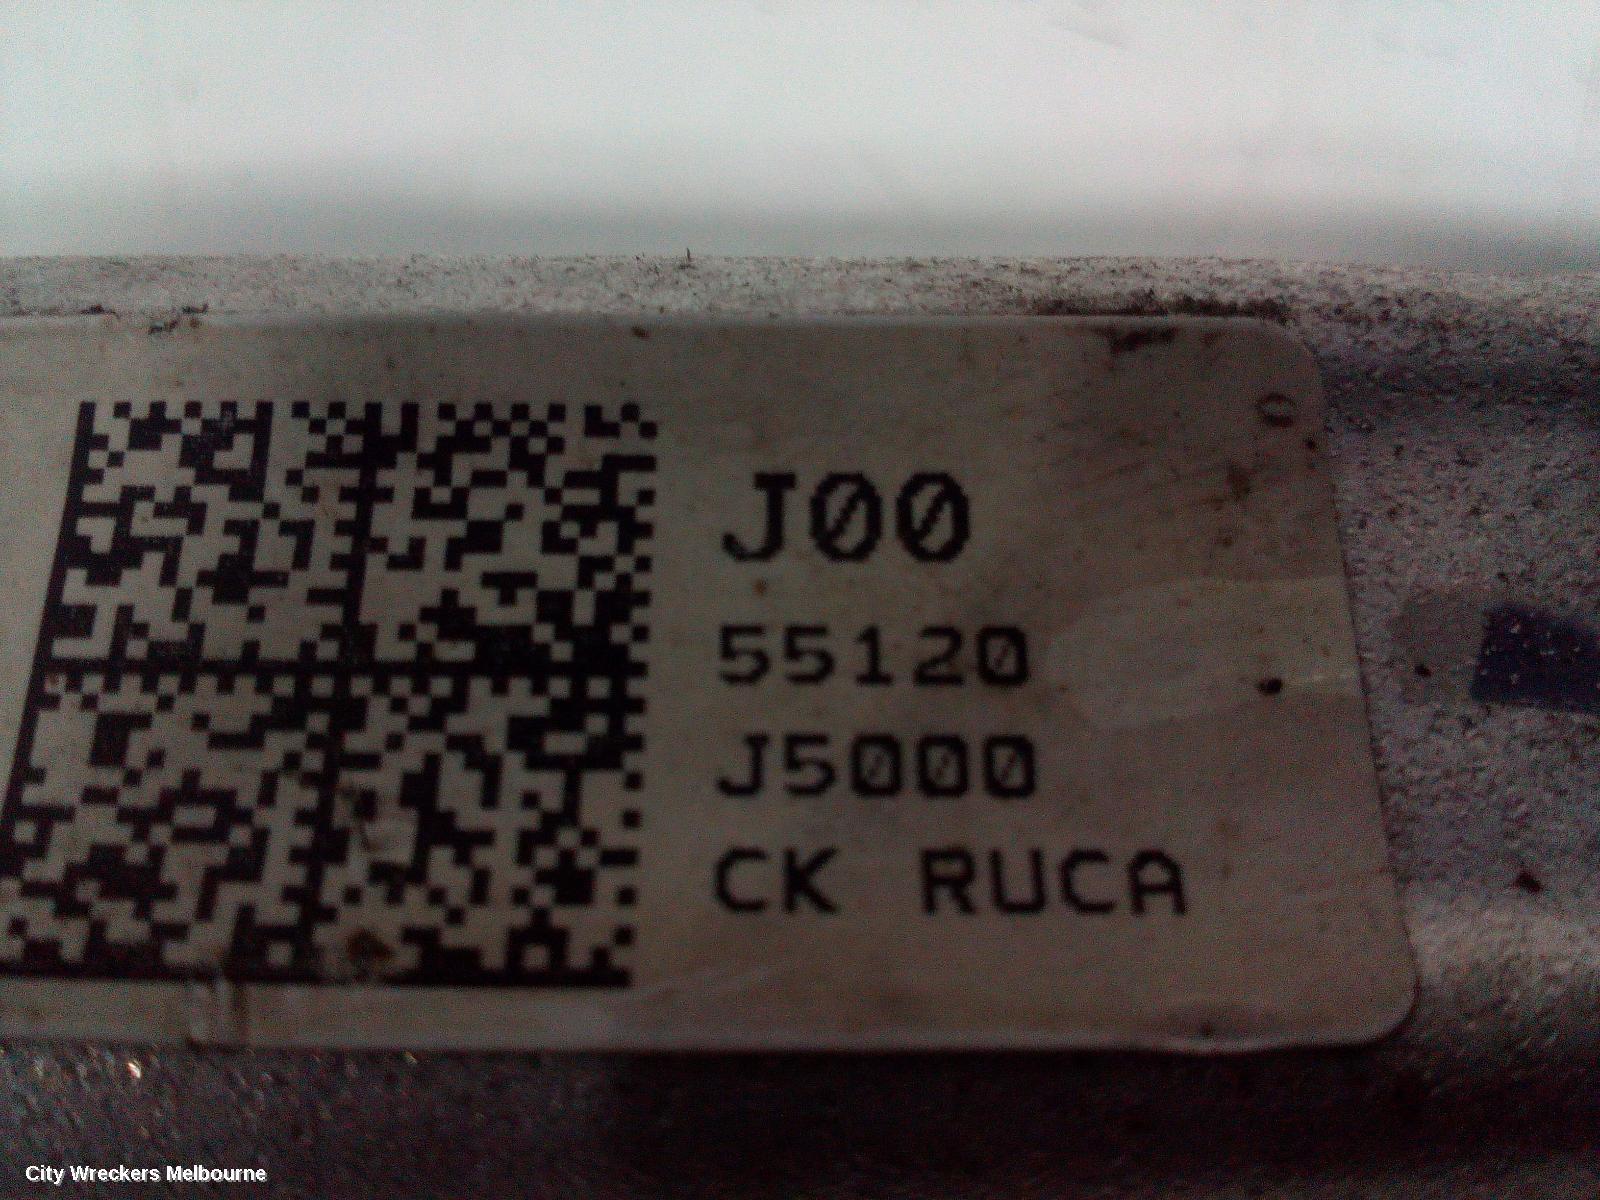 J00
55120
J5000
CK RUCA
City Wreckers Melbourne